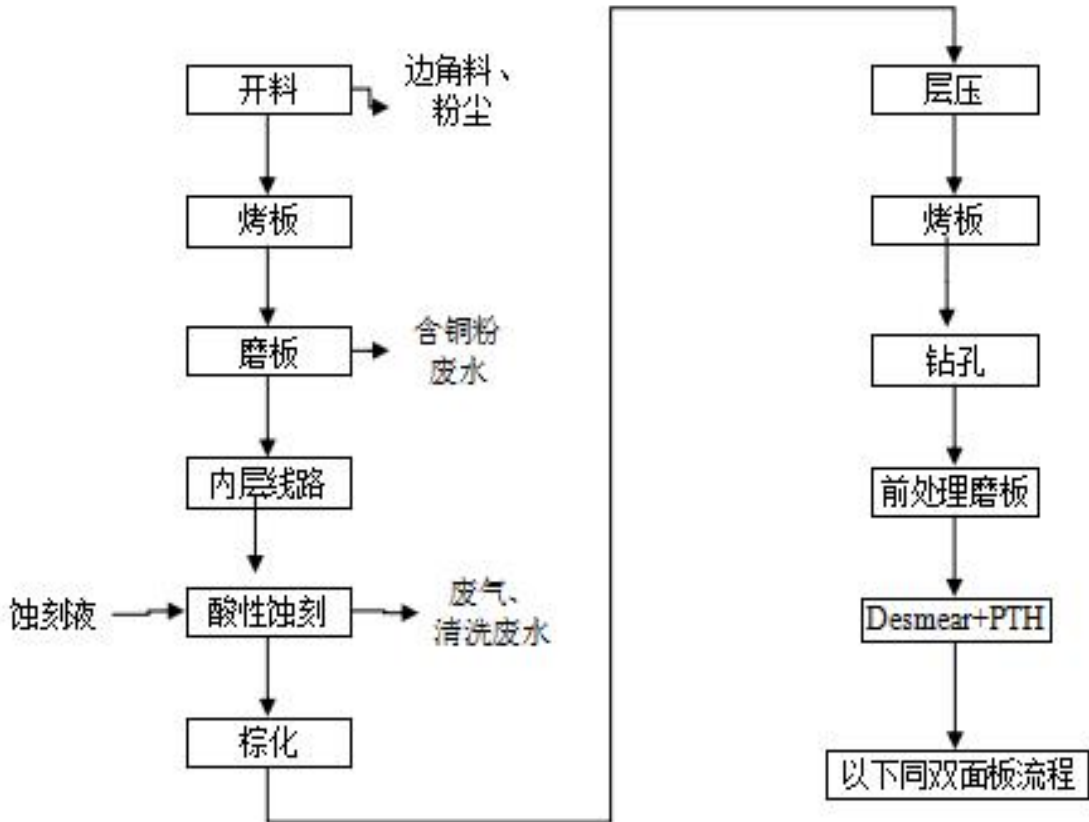 开料
边角料、
粉尘
烤板
磨板
含铜粉
废水
内层线路
蚀刻液
酸性蚀刻
废气、
清洗废水
棕化
层压
烤板
钻孔
前处理磨板
Desmear+PTH
以下同双面板流程